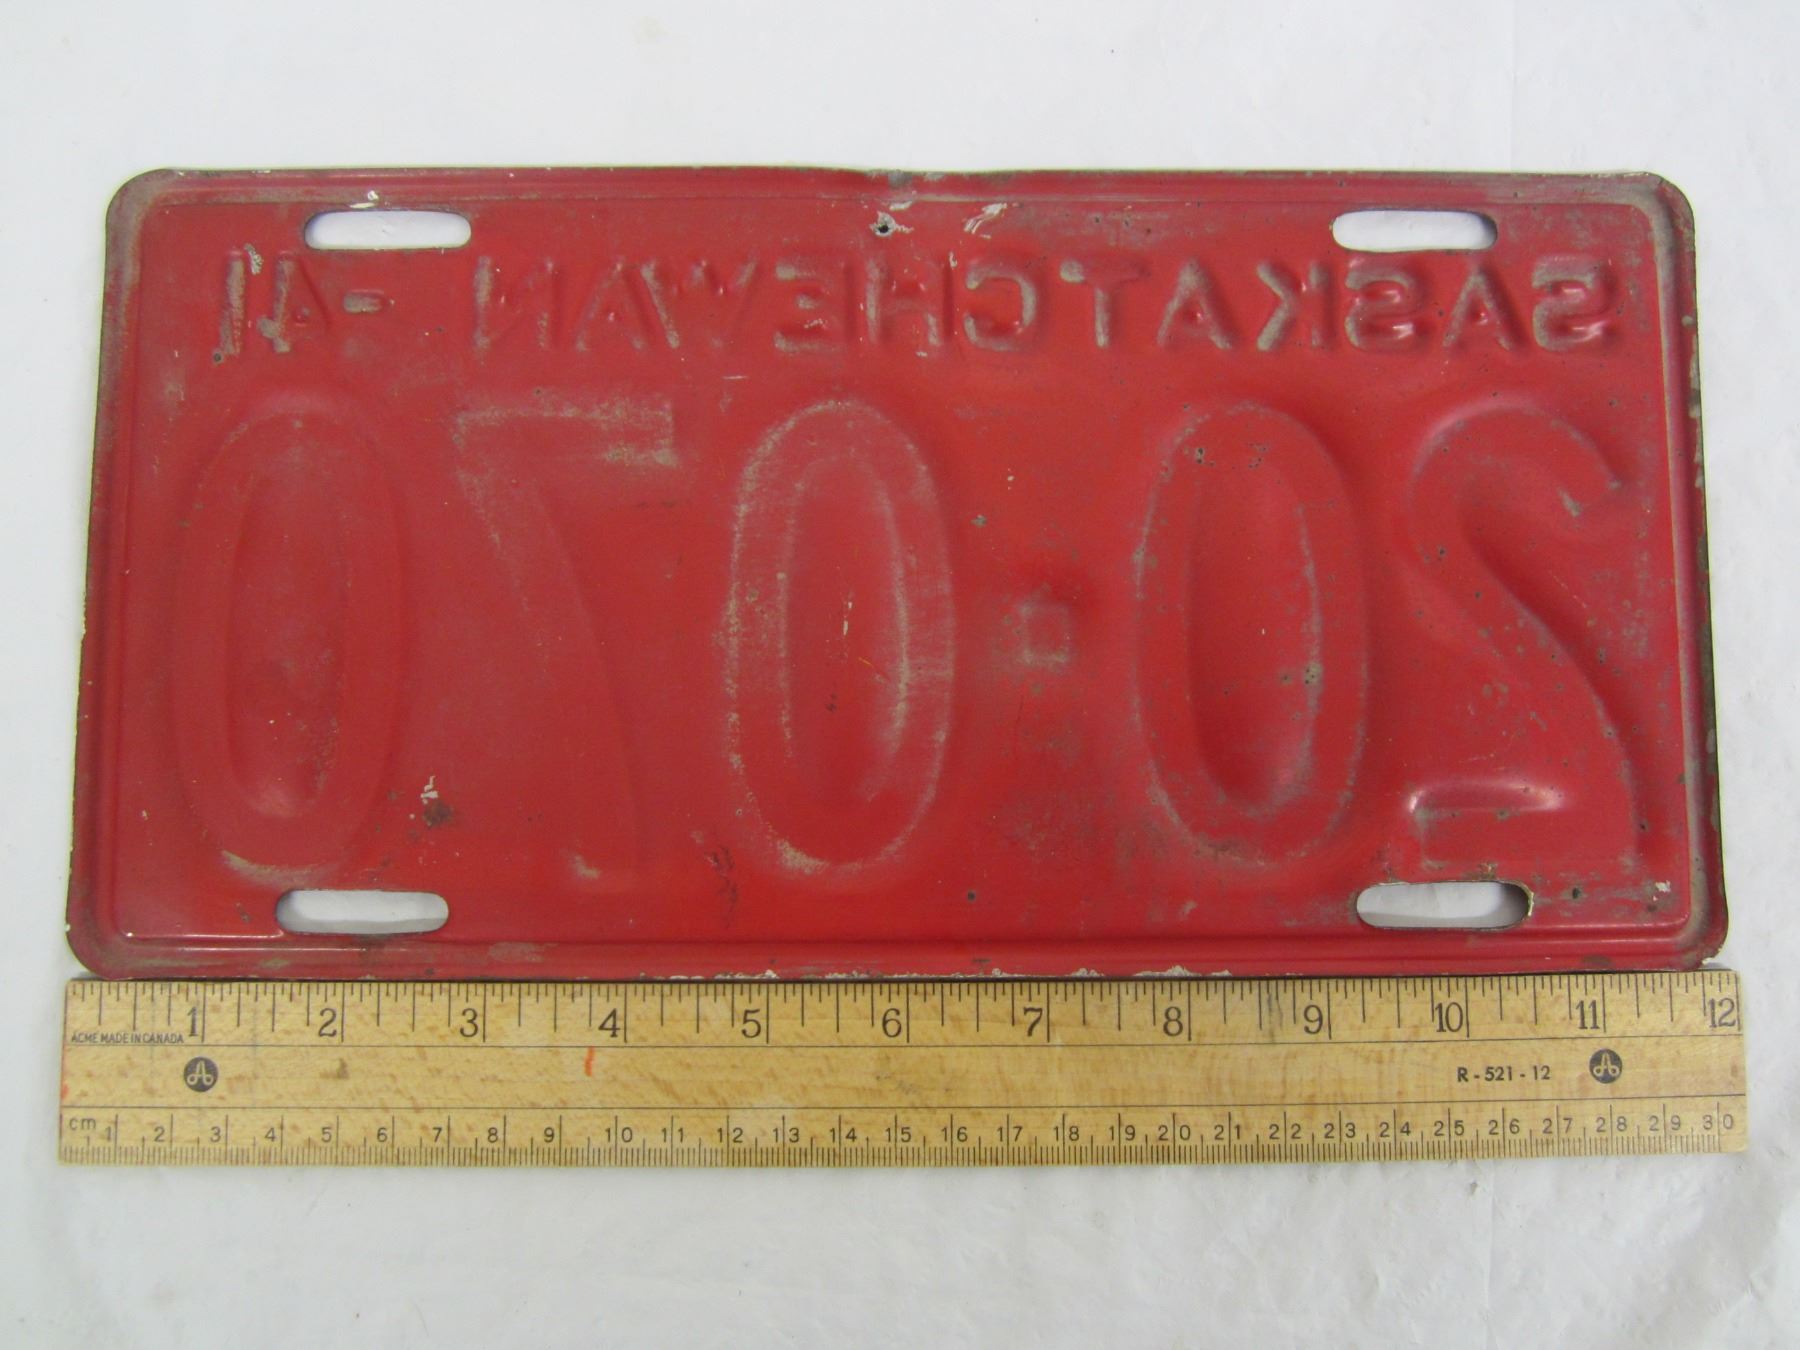 SASKATCHEWAN - 41
20·070
1 2 3 4 5 6 7 8 9 10 11 12
ACME MADE IN CANADA
R - 521 - 12
cm 1 2 3 4 5 6 7 8 9 10 11 12 13 14 15 16 17 18 19 20 21 22 23 24 25 26 27 28 29 30